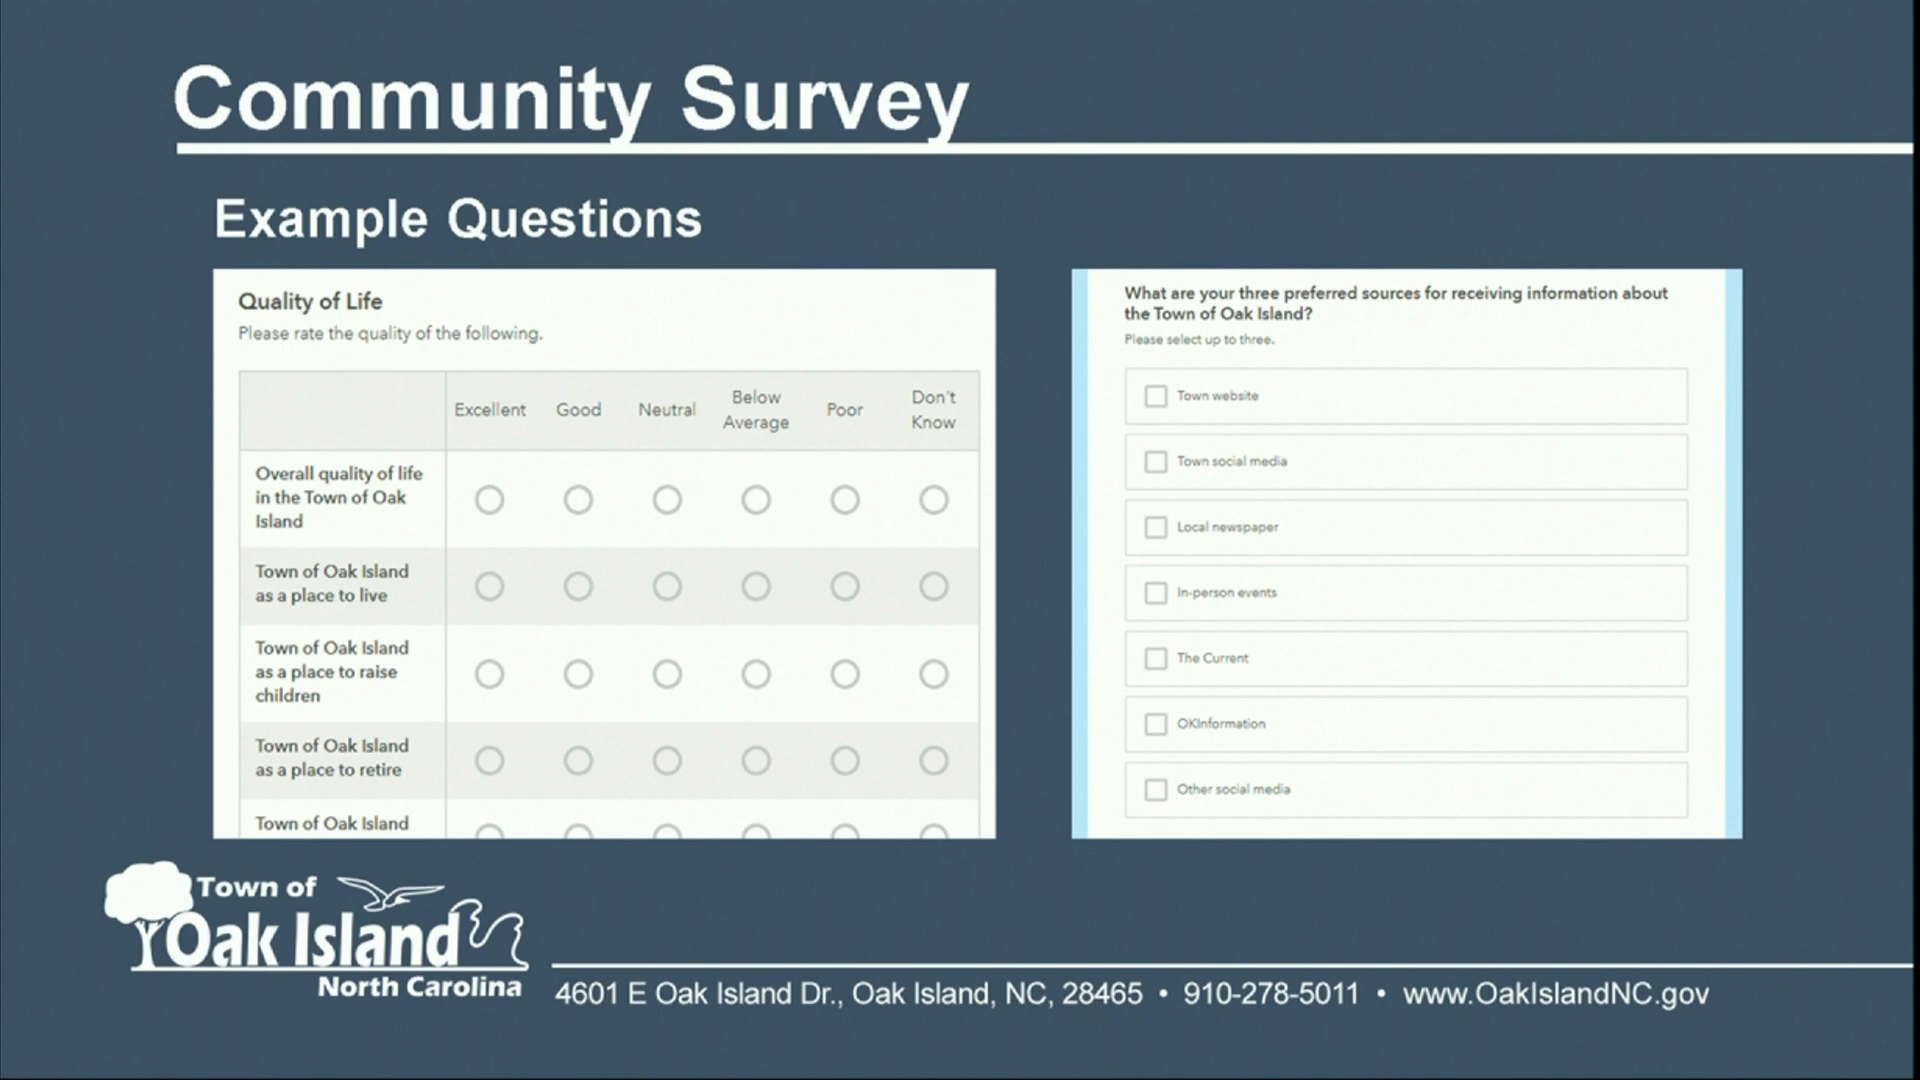 Community Survey
Example Questions
Quality of Life
Please rate the quality of the following.
Excellent
Good
Neutral
Below
Average
Poor
Don't
Know
Overall quality of life
in the Town of Oak
Island
Town of Oak Island
as a place to live
Town of Oak Island
as a place to raise
children
Town of Oak Island
as a place to retire
Town of Oak Island
What are your three preferred sources for receiving information about
the Town of Oak Island?
Please select up to three.
Town website
Town social media
Local newspaper
In-person events
The Current
OKInformation
Other social media
Town of
Oak Island
North Carolina
4601 E Oak Island Dr., Oak Island, NC, 28465 • 910-278-5011 • www.OakIslandNC.gov